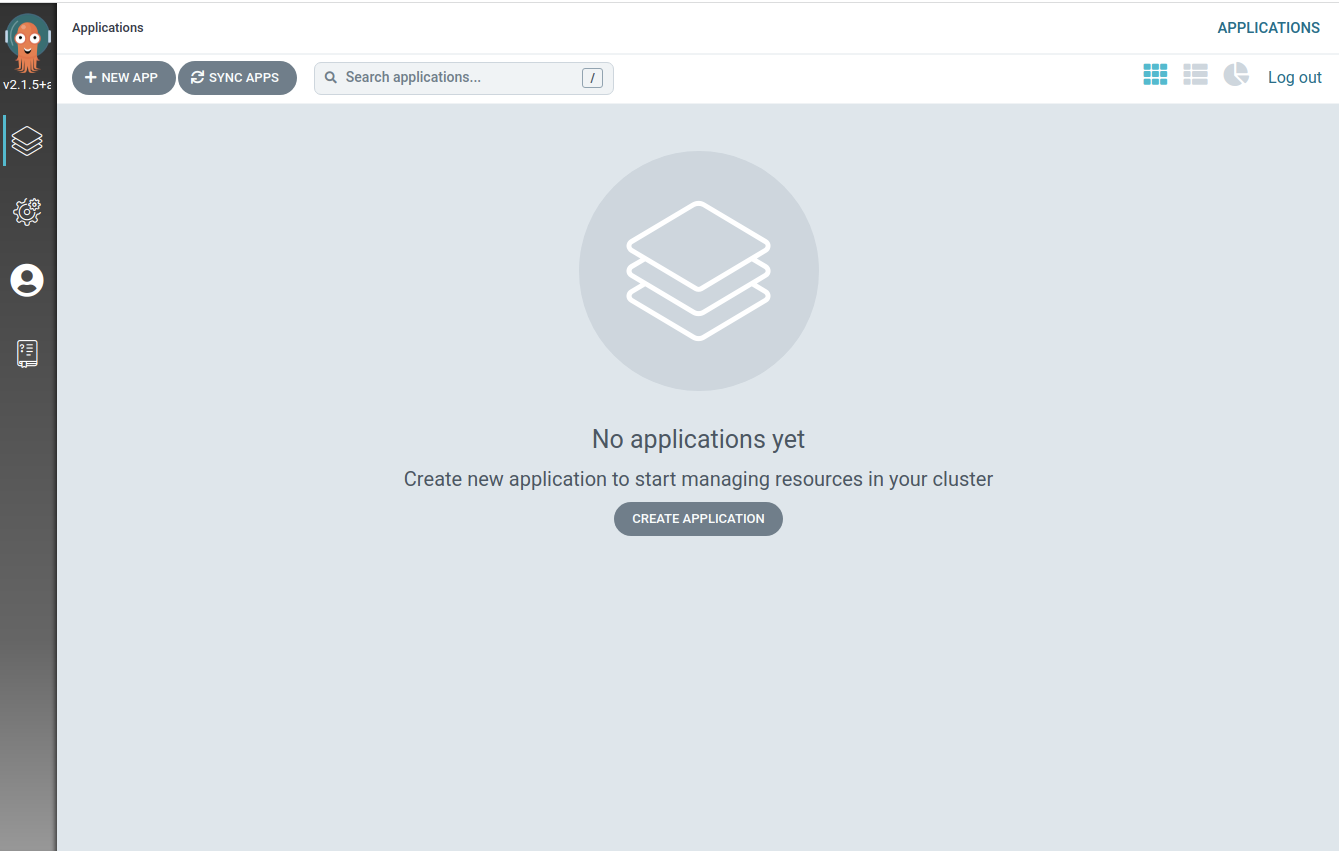 Applications
APPLICATIONS
NEW APP
SYNC APPS
Search applications...
/
Log out
v2.1.5+a
No applications yet
Create new application to start managing resources in your cluster
CREATE APPLICATION